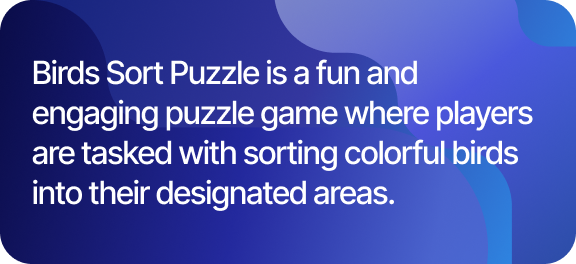 Birds Sort Puzzle is a fun and
engaging puzzle game where players
are tasked with sorting colorful birds
into their designated areas.